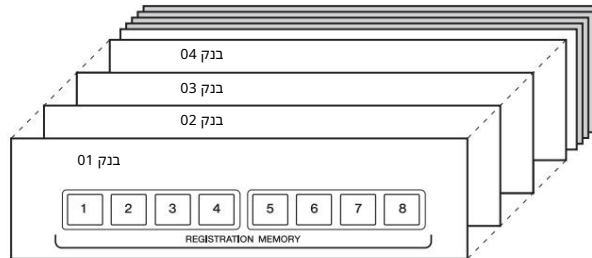 בנק 04
בנק 03
בנק 02
בנק 01
1 2 3 4 5 6 7 8
REGISTRATION MEMORY